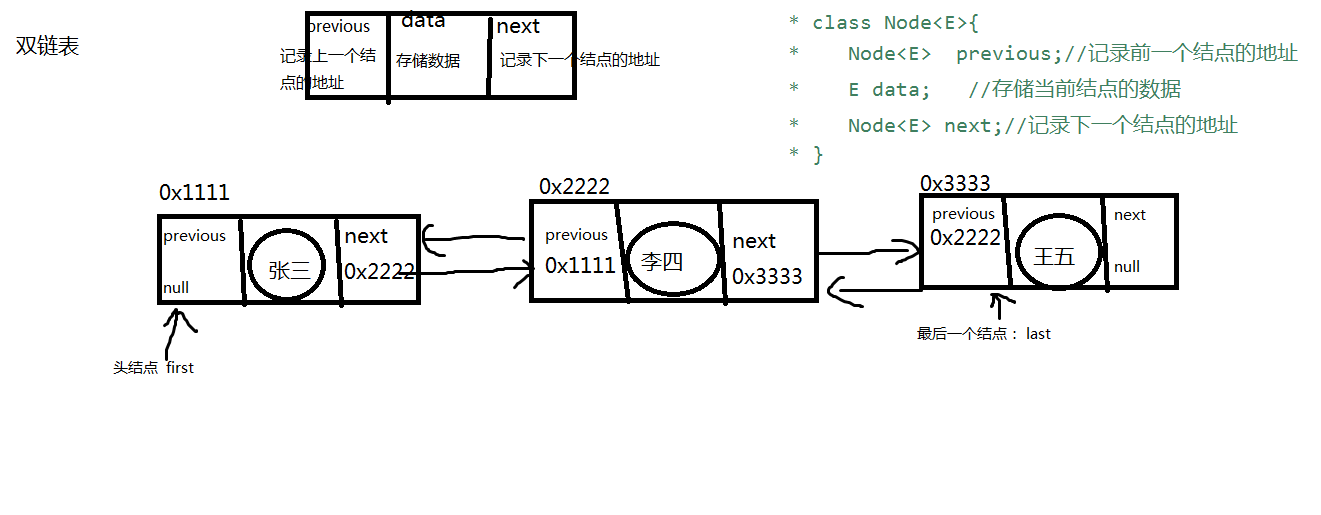 双链表
previous data next
记录上一个结
点的地址
存储数据
记录下一个结点的地址
* class Node<E>{
* Node<E> previous;//记录前一个结点的地址
* E data; //存储当前结点的数据
* Node<E> next;//记录下一个结点的地址
* }
0x1111
previous
null
张三
next
0x2222
0x2222
previous
0x1111
李四
next
0x3333
0x3333
previous
0x2222
王五
next
null
头结点 first
最后一个结点： last